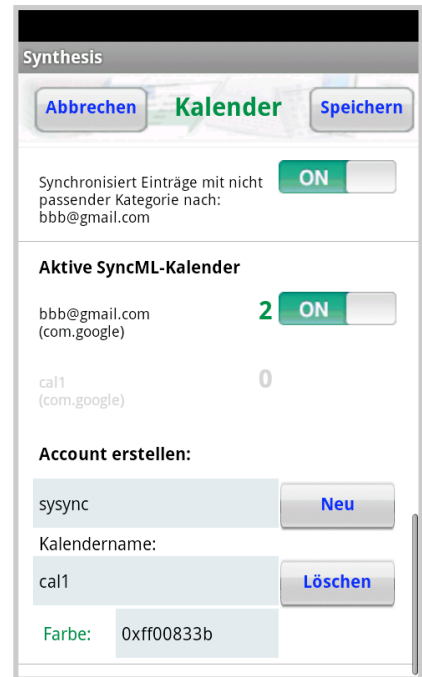 Synthesis
Abbrechen Kalender Speichern
Synchronisiert Einträge mit nicht ON
passender Kategorie nach:
bbb@gmail.com
Aktive SyncML-Kalender
bbb@gmail.com 2 ON
(com.google)
cal1 0
(com.google)
Account erstellen:
sysync Neu
Kalendername:
cal1 Löschen
Farbe: 0xff00833b